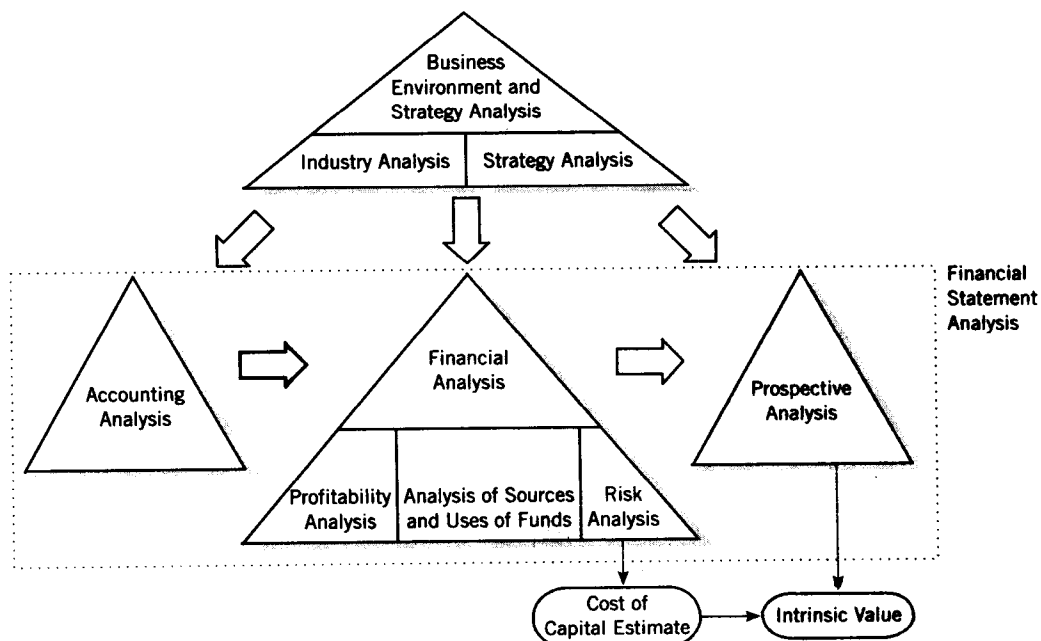 Business
Environment and
Strategy Analysis
Industry Analysis
Strategy Analysis
Financial
Statement
Analysis
Accounting
Analysis
Financial
Analysis
Prospective
Analysis
Profitability
Analysis
Analysis of Sources
and Uses of Funds
Risk
Analysis
Cost of
Capital Estimate
Intrinsic Value